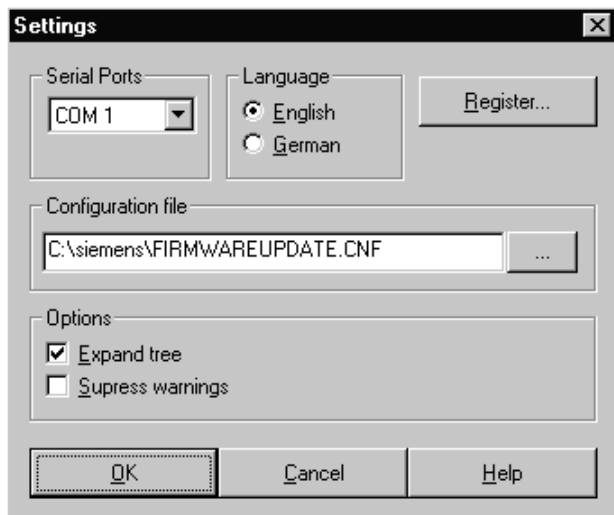 Settings
Serial Ports
COM 1
Language
English
German
Register...
Configuration file
C:\siemens\FIRMWAREUPDATE.CNF
...
Options
Expand tree
Supress warnings
OK
Cancel
Help